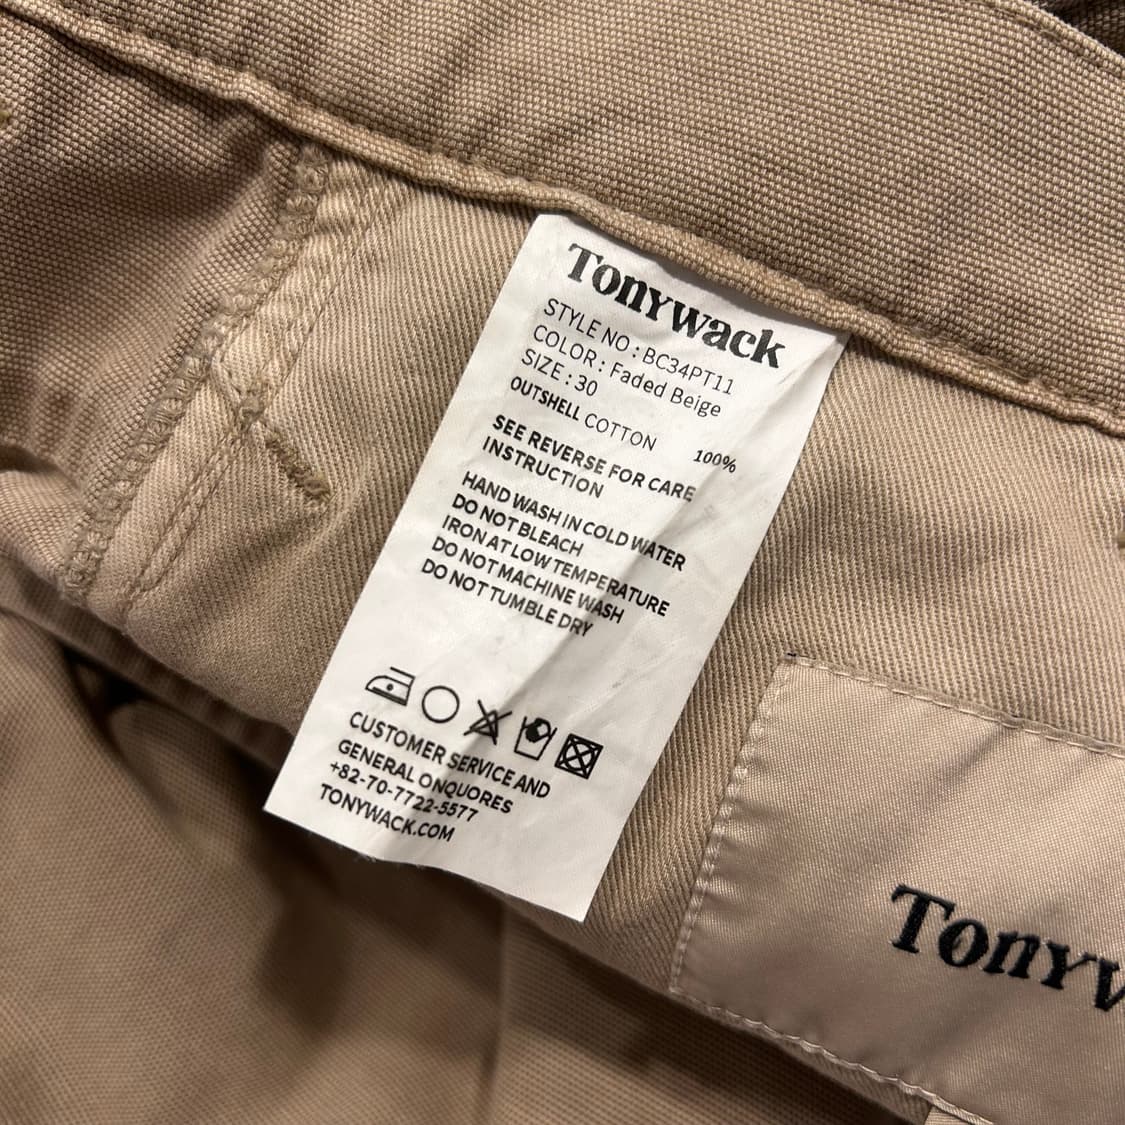 Tonywack
STYLE NO : BC34PT11
COLOR : Faded Beige
SIZE : 30
OUTSHELL COTTON 100%
SEE REVERSE FOR CARE
INSTRUCTION
HAND WASH IN COLD WATER
DO NOT BLEACH
IRON AT LOW TEMPERATURE
DO NOT MACHINE WASH
DO NOT TUMBLE DRY
CUSTOMER SERVICE AND
GENERAL ONQUORES
+82-70-7722-5577
TONYWACK.COM
Tonyw